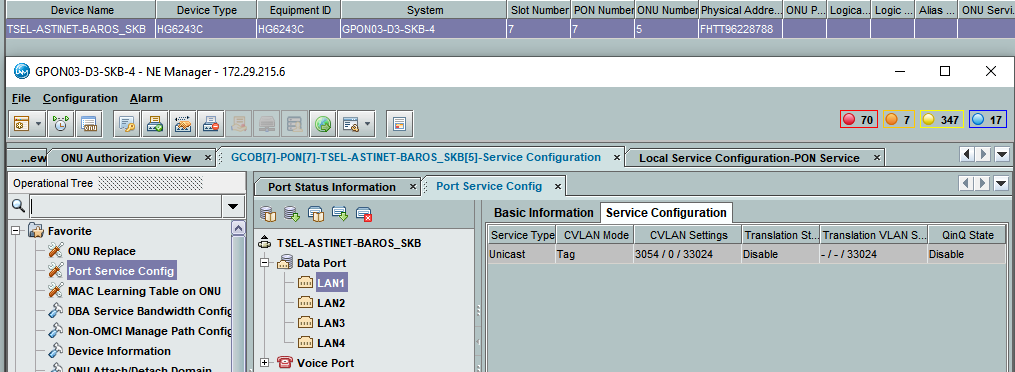 Device Name Device Type Equipment ID System Slot Number PON Number ONU Number Physical Addre... ONU P... Logica... Logic ... Alias ... ONU Servi.
TSEL-ASTINET-BAROS_SKB HG6243C HG6243C GPON03-D3-SKB-4 7 7 5 FHTT96228788
GPON03-D3-SKB-4 - NE Manager - 172.29.215.6
File Configuration Alarm
70 7 347 17
...ew ONU Authorization View × GCOB[7]-PON[7]-TSEL-ASTINET-BAROS_SKB[5]-Service Configuration × Local Service Configuration-PON Service ×
Operational Tree
Port Status Information × Port Service Config ×
Basic Information Service Configuration
Service Type CVLAN Mode CVLAN Settings Translation St... Translation VLAN S... QinQ State
Unicast Tag 3054 / 0 / 33024 Disable - / - / 33024 Disable
Favorite
ONU Replace
Port Service Config
MAC Learning Table on ONU
DBA Service Bandwidth Config
Non-OMCI Manage Path Config
Device Information
ONU Attach/Detach Domain
TSEL-ASTINET-BAROS_SKB
Data Port
LAN1
LAN2
LAN3
LAN4
Voice Port